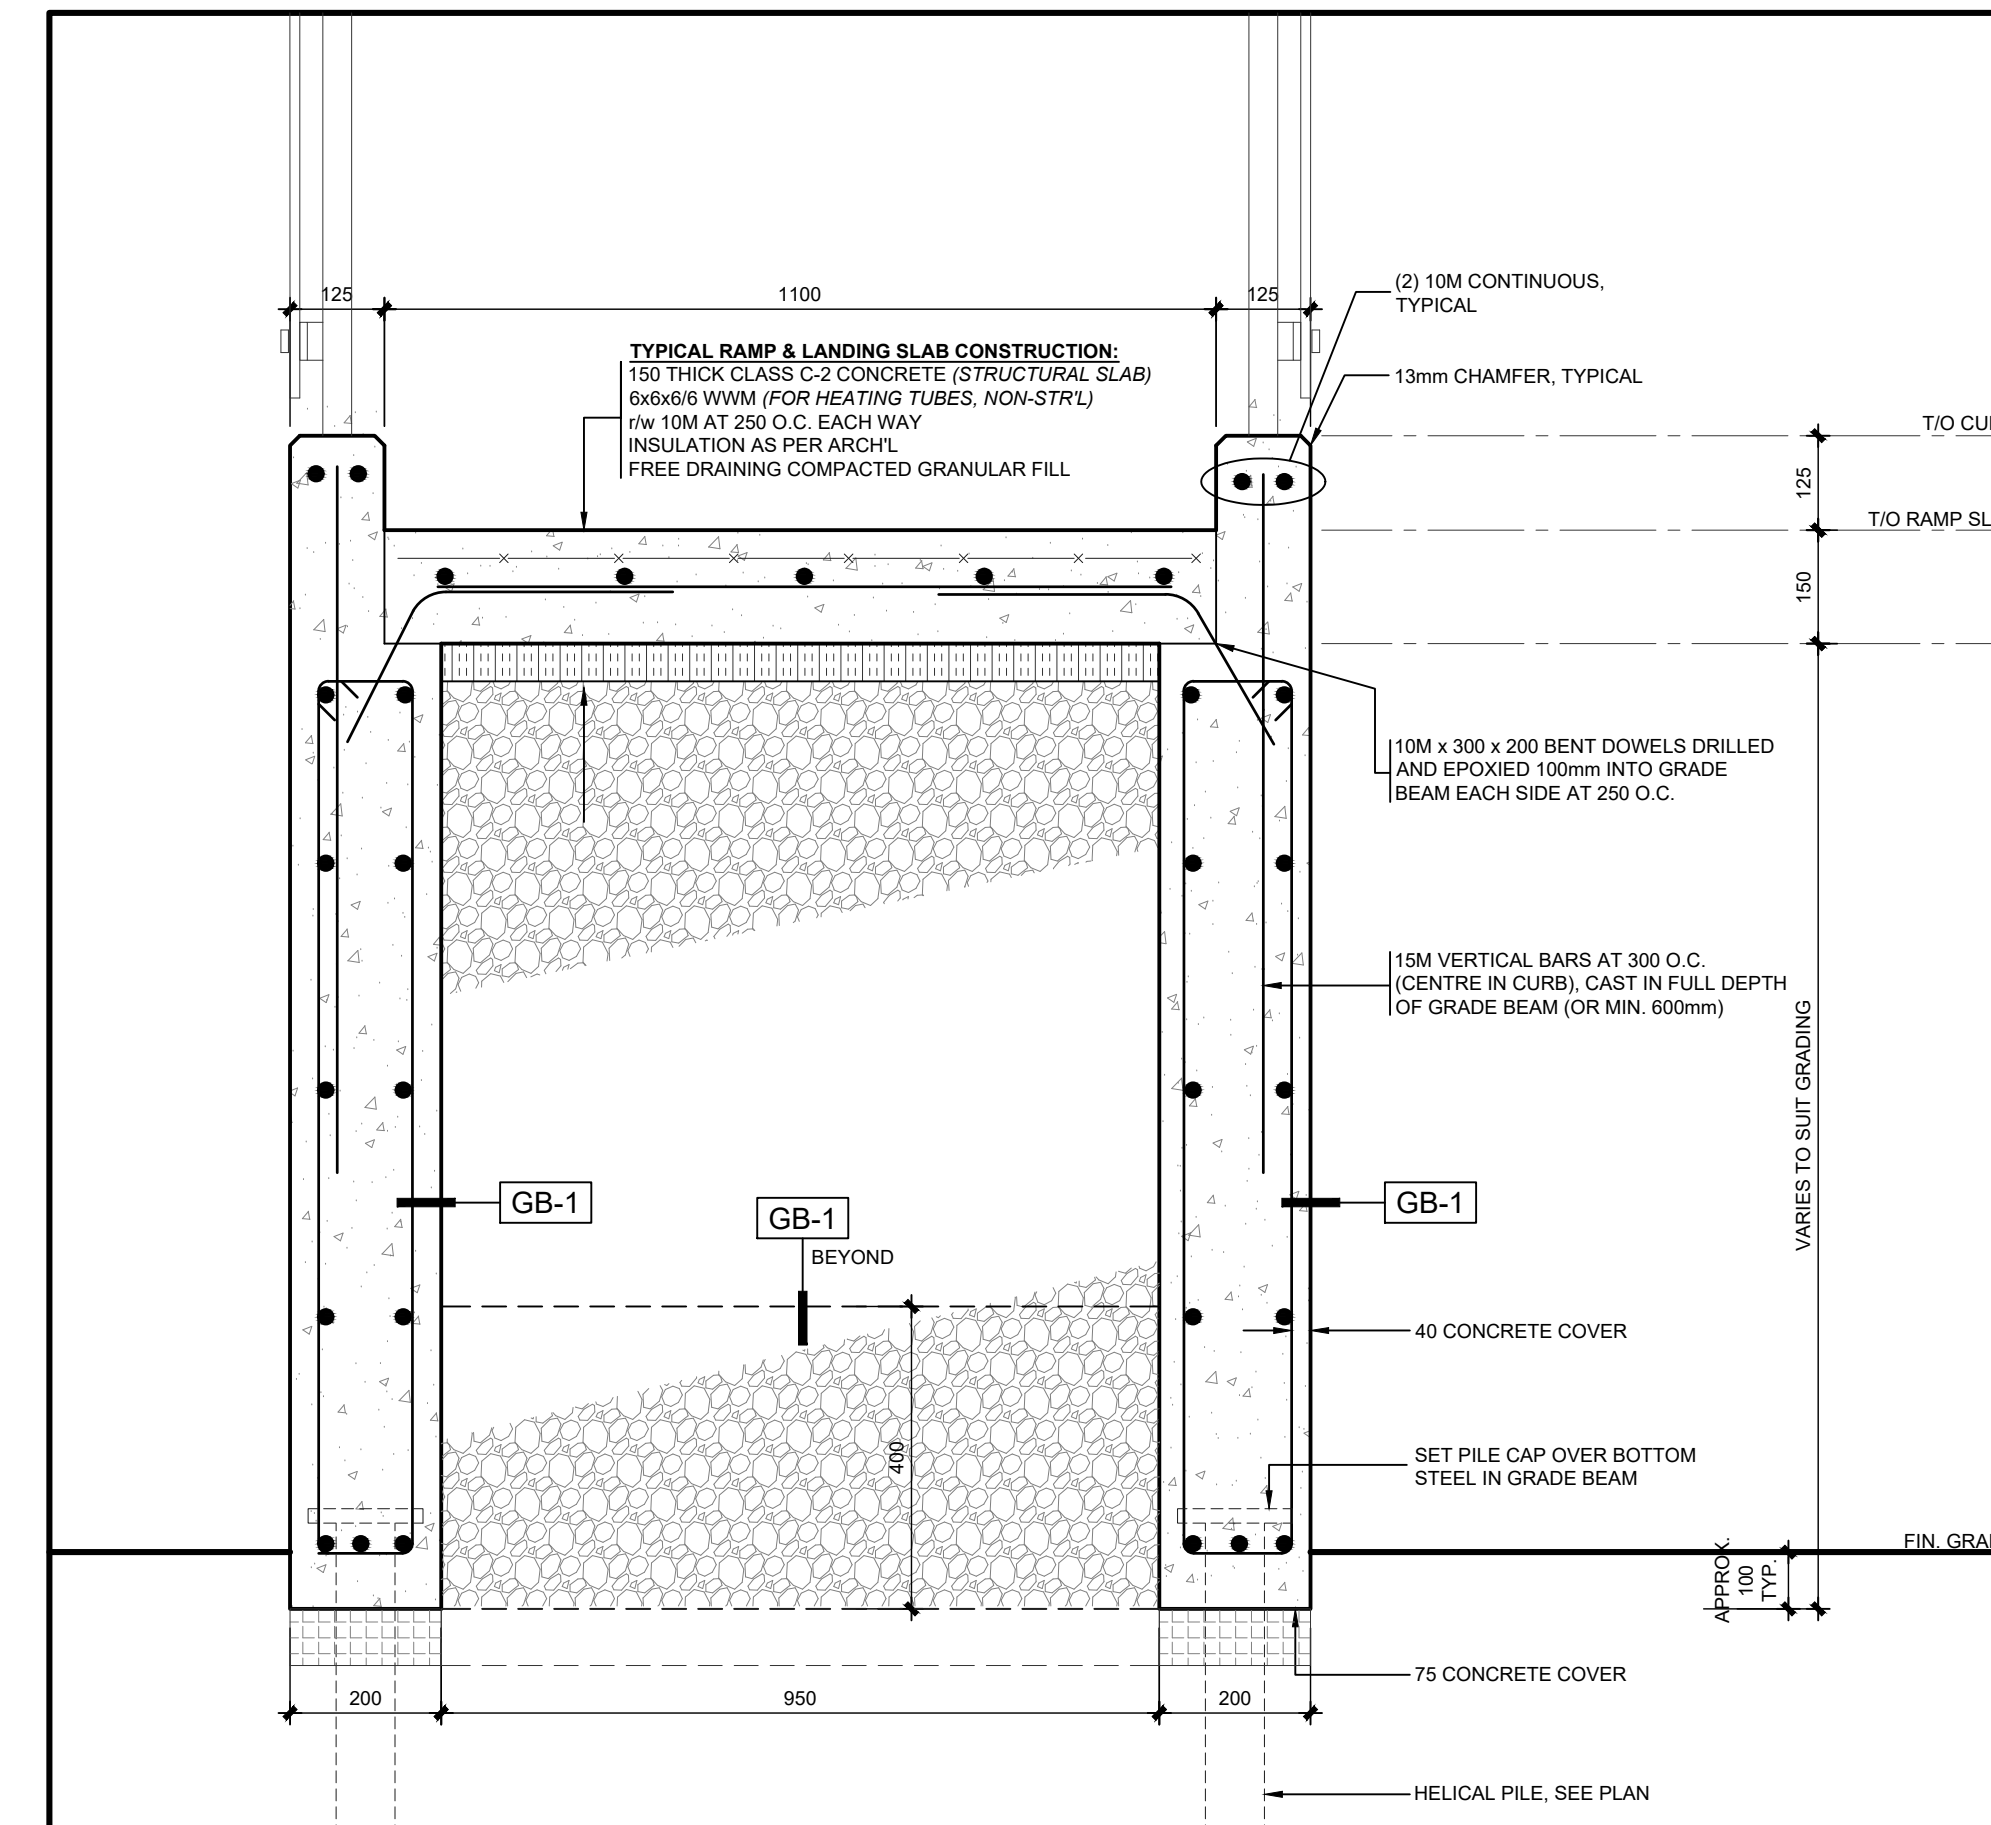 (2) 10M CONTINUOUS,
TYPICAL
125
1100
125
TYPICAL RAMP & LANDING SLAB CONSTRUCTION:
150 THICK CLASS C-2 CONCRETE (STRUCTURAL SLAB)
6x6x6/6 WWM (FOR HEATING TUBES, NON-STR'L)
r/w 10M AT 250 O.C. EACH WAY
INSULATION AS PER ARCH'L
FREE DRAINING COMPACTED GRANULAR FILL
13mm CHAMFER, TYPICAL
T/O CU
125
T/O RAMP SL
150
10M x 300 x 200 BENT DOWELS DRILLED
AND EPOXIED 100mm INTO GRADE
BEAM EACH SIDE AT 250 O.C.
15M VERTICAL BARS AT 300 O.C.
(CENTRE IN CURB), CAST IN FULL DEPTH
OF GRADE BEAM (OR MIN. 600mm)
VARIES TO SUIT GRADING
GB-1
GB-1
BEYOND
GB-1
40 CONCRETE COVER
400
SET PILE CAP OVER BOTTOM
STEEL IN GRADE BEAM
FIN. GRA
APPROX.
100
TYP.
75 CONCRETE COVER
200
950
200
HELICAL PILE, SEE PLAN